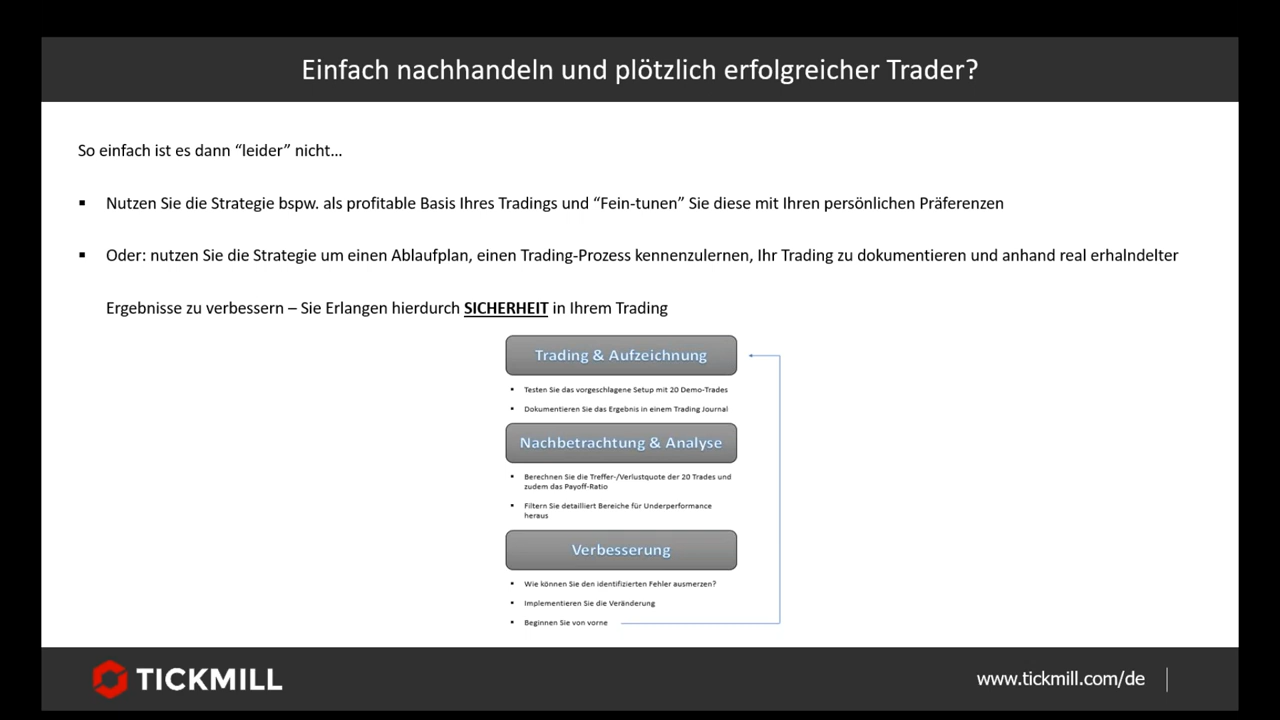 Einfach nachhandeln und plötzlich erfolgreicher Trader?
So einfach ist es dann “leider” nicht...
▪ Nutzen Sie die Strategie bspw. als profitable Basis Ihres Tradings und “Fein-tunen” Sie diese mit Ihren persönlichen Präferenzen
▪ Oder: nutzen Sie die Strategie um einen Ablaufplan, einen Trading-Prozess kennenzulernen, Ihr Trading zu dokumentieren und anhand real erhalndelter
Ergebnisse zu verbessern – Sie Erlangen hierdurch SICHERHEIT in Ihrem Trading
Trading & Aufzeichnung
▪ Testen Sie das vorgeschlagene Setup mit 20 Demo-Trades
▪ Dokumentieren Sie das Ergebnis in einem Trading Journal
Nachbetrachtung & Analyse
▪ Berechnen Sie die Treffer-/Verlustquote der 20 Trades und
zudem das Payoff-Ratio
▪ Filtern Sie detailliert Bereiche für Underperformance
heraus
Verbesserung
▪ Wie können Sie den identifizierten Fehler ausmerzen?
▪ Implementieren Sie die Veränderung
▪ Beginnen Sie von vorne
TICKMILL
www.tickmill.com/de